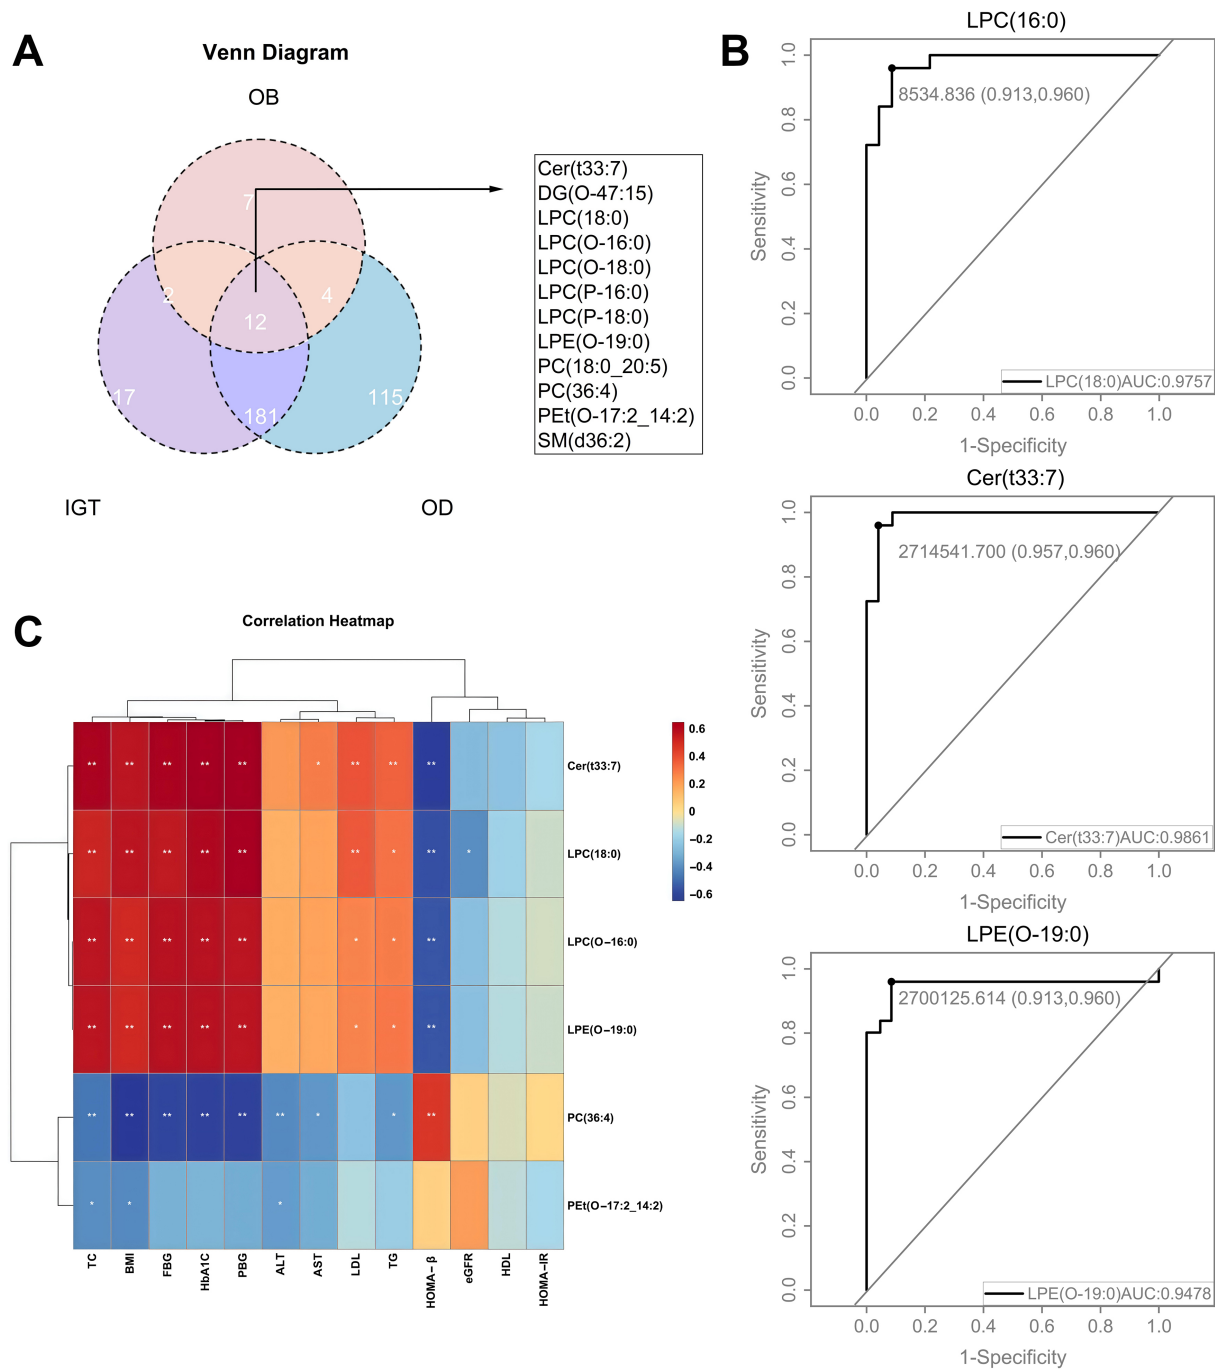 A
Venn Diagram
OB
7
2
4
12
17
181
115
IGT
OD
Cer(t33:7)
DG(O-47:15)
LPC(18:0)
LPC(O-16:0)
LPC(O-18:0)
LPC(P-16:0)
LPC(P-18:0)
LPE(O-19:0)
PC(18:0_20:5)
PC(36:4)
PEt(O-17:2_14:2)
SM(d36:2)
B
LPC(16:0)
Sensitivity
1.0
0.8
0.6
0.4
0.2
0.0
8534.836 (0.913,0.960)
LPC(18:0)AUC:0.9757
0.0 0.2 0.4 0.6 0.8 1.0
1-Specificity
Cer(t33:7)
Sensitivity
1.0
0.8
0.6
0.4
0.2
0.0
2714541.700 (0.957,0.960)
Cer(t33:7)AUC:0.9861
0.0 0.2 0.4 0.6 0.8 1.0
1-Specificity
LPE(O-19:0)
Sensitivity
1.0
0.8
0.6
0.4
0.2
0.0
2700125.614 (0.913,0.960)
LPE(O-19:0)AUC:0.9478
0.0 0.2 0.4 0.6 0.8 1.0
1-Specificity
C
Correlation Heatmap
** ** ** ** ** * ** ** ** Cer(t33:7)
** ** ** ** ** ** * ** * LPC(18:0)
** ** ** ** ** * * ** LPC(O−16:0)
** ** ** ** ** * * ** LPE(O−19:0)
** ** ** ** ** ** * * ** PC(36:4)
* * * PEt(O−17:2_14:2)
TC BMI FBG HbA1C PBG ALT AST LDL TG HOMA− β eGFR HDL HOMA−IR
0.6
0.4
0.2
0
−0.2
−0.4
−0.6